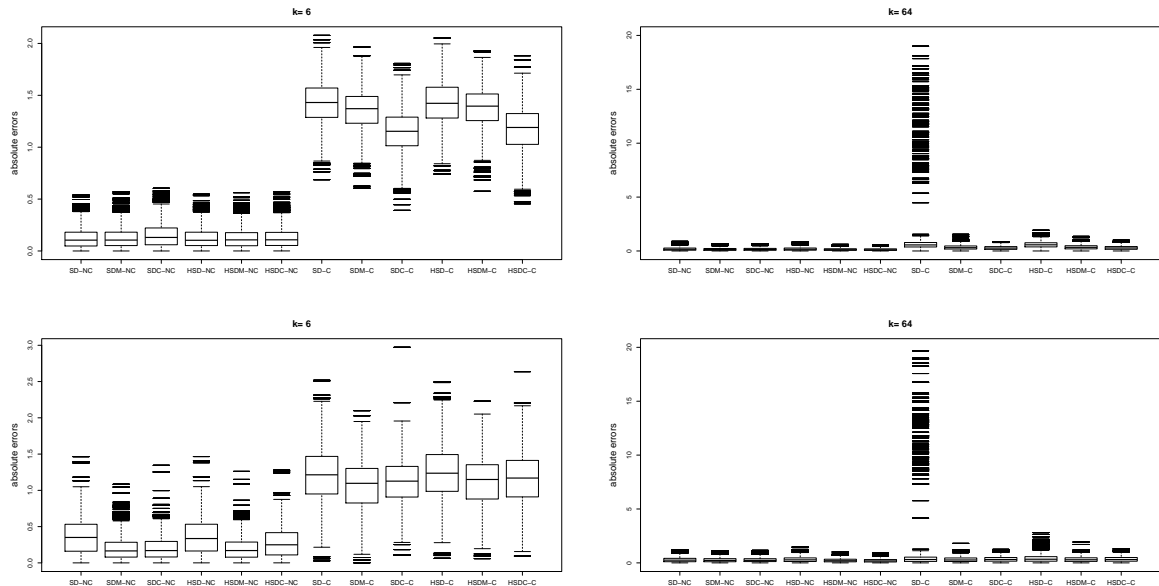 k= 6
absolute errors
2.0
1.5
1.0
0.5
0.0
SD−NC SDM−NC SDC−NC HSD−NC HSDM−NC HSDC−NC SD−C SDM−C SDC−C HSD−C HSDM−C HSDC−C
k= 64
absolute errors
20
15
10
5
0
SD−NC SDM−NC SDC−NC HSD−NC HSDM−NC HSDC−NC SD−C SDM−C SDC−C HSD−C HSDM−C HSDC−C
k= 6
absolute errors
3.0
2.5
2.0
1.5
1.0
0.5
0.0
SD−NC SDM−NC SDC−NC HSD−NC HSDM−NC HSDC−NC SD−C SDM−C SDC−C HSD−C HSDM−C HSDC−C
k= 64
absolute errors
20
15
10
5
0
SD−NC SDM−NC SDC−NC HSD−NC HSDM−NC HSDC−NC SD−C SDM−C SDC−C HSD−C HSDM−C HSDC−C